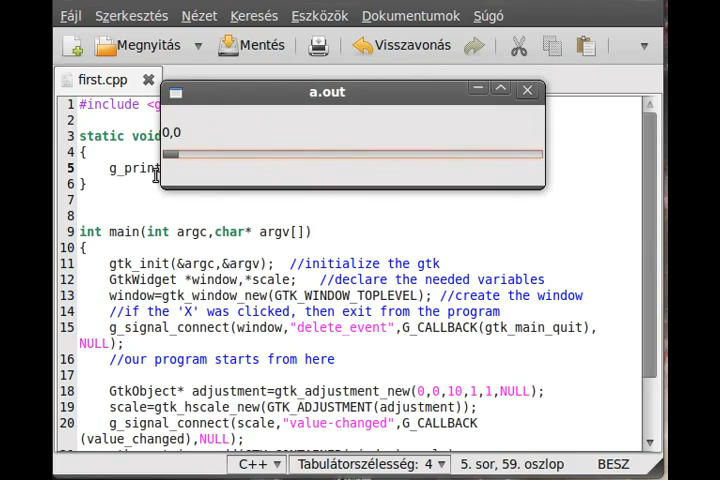 Fájl Szerkesztés Nézet Keresés Eszközök Dokumentumok Súgó
Megnyitás Mentés Visszavonás
first.cpp
a.out
0,0
1 #include <g
2
3 static void
4 {
5 g_print
6 }
7
8
9 int main(int argc,char* argv[])
10 {
11 gtk_init(&argc,&argv); //initialize the gtk
12 GtkWidget *window,*scale; //declare the needed variables
13 window=gtk_window_new(GTK_WINDOW_TOPLEVEL); //create the window
14 //if the 'X' was clicked, then exit from the program
15 g_signal_connect(window,"delete_event",G_CALLBACK(gtk_main_quit),
NULL);
16 //our program starts from here
17
18 GtkObject* adjustment=gtk_adjustment_new(0,0,10,1,1,NULL);
19 scale=gtk_hscale_new(GTK_ADJUSTMENT(adjustment));
20 g_signal_connect(scale,"value-changed",G_CALLBACK
(value_changed),NULL);
C++ Tabulátorszélesség: 4 5. sor, 59. oszlop BESZ